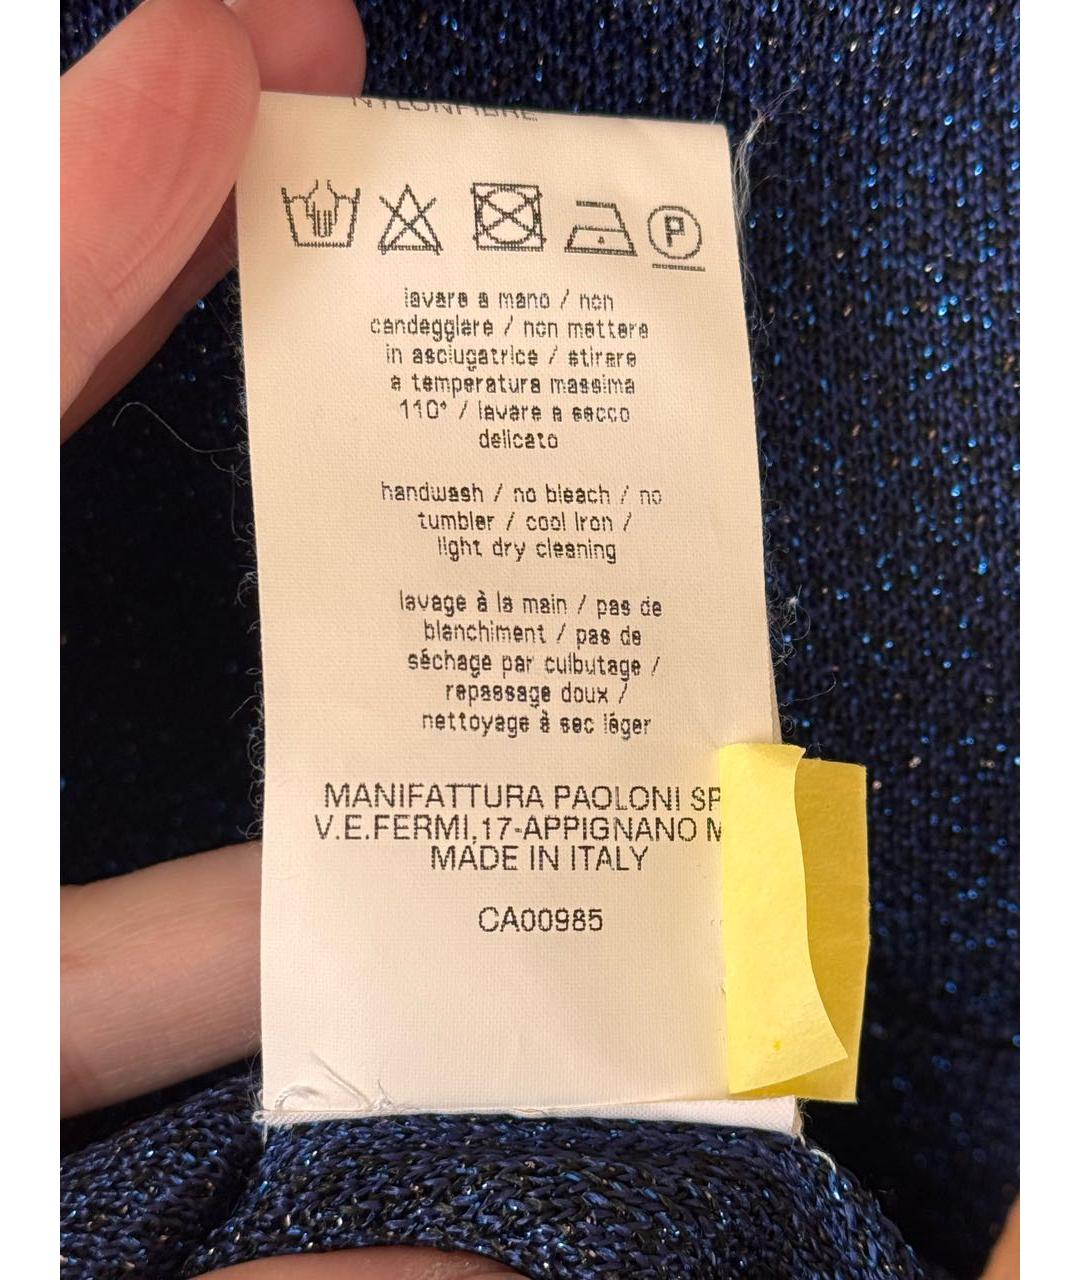 NYLONFIBRE
P
lavare a mano / non
candeggiare / non mettere
in asciugatrice / stirare
a temperatura massima
110° / lavare a secco
delicato
handwash / no bleach / no
tumbler / cool iron /
light dry cleaning
lavage à la main / pas de
blanchiment / pas de
séchage par culbutage /
repassage doux /
nettoyage à sec léger
MANIFATTURA PAOLONI SP
V.E.FERMI,17-APPIGNANO M
MADE IN ITALY
CA00985